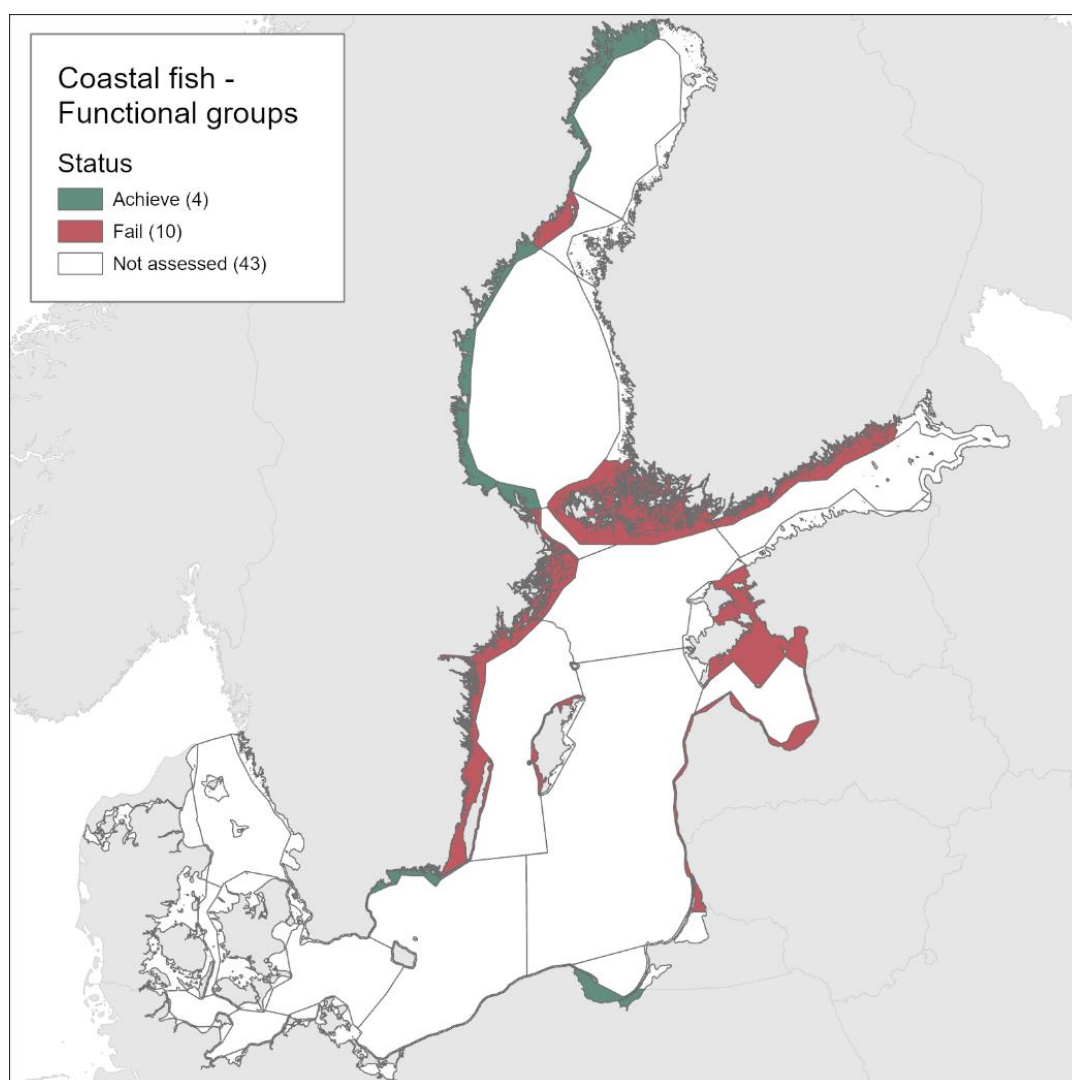 Coastal fish -
Functional groups
Status
Achieve (4)
Fail (10)
Not assessed (43)